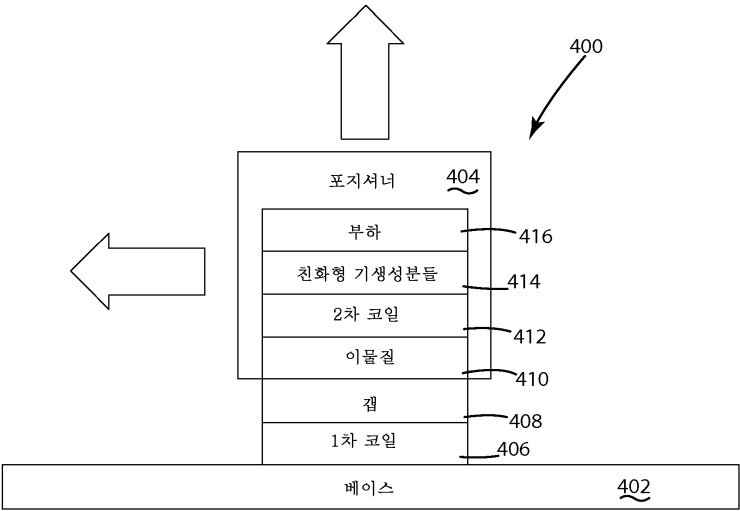 400
포지셔너 404
부하 416
친화형 기생성분들 414
2차 코일 412
이물질 410
갭 408
1차 코일 406
베이스 402